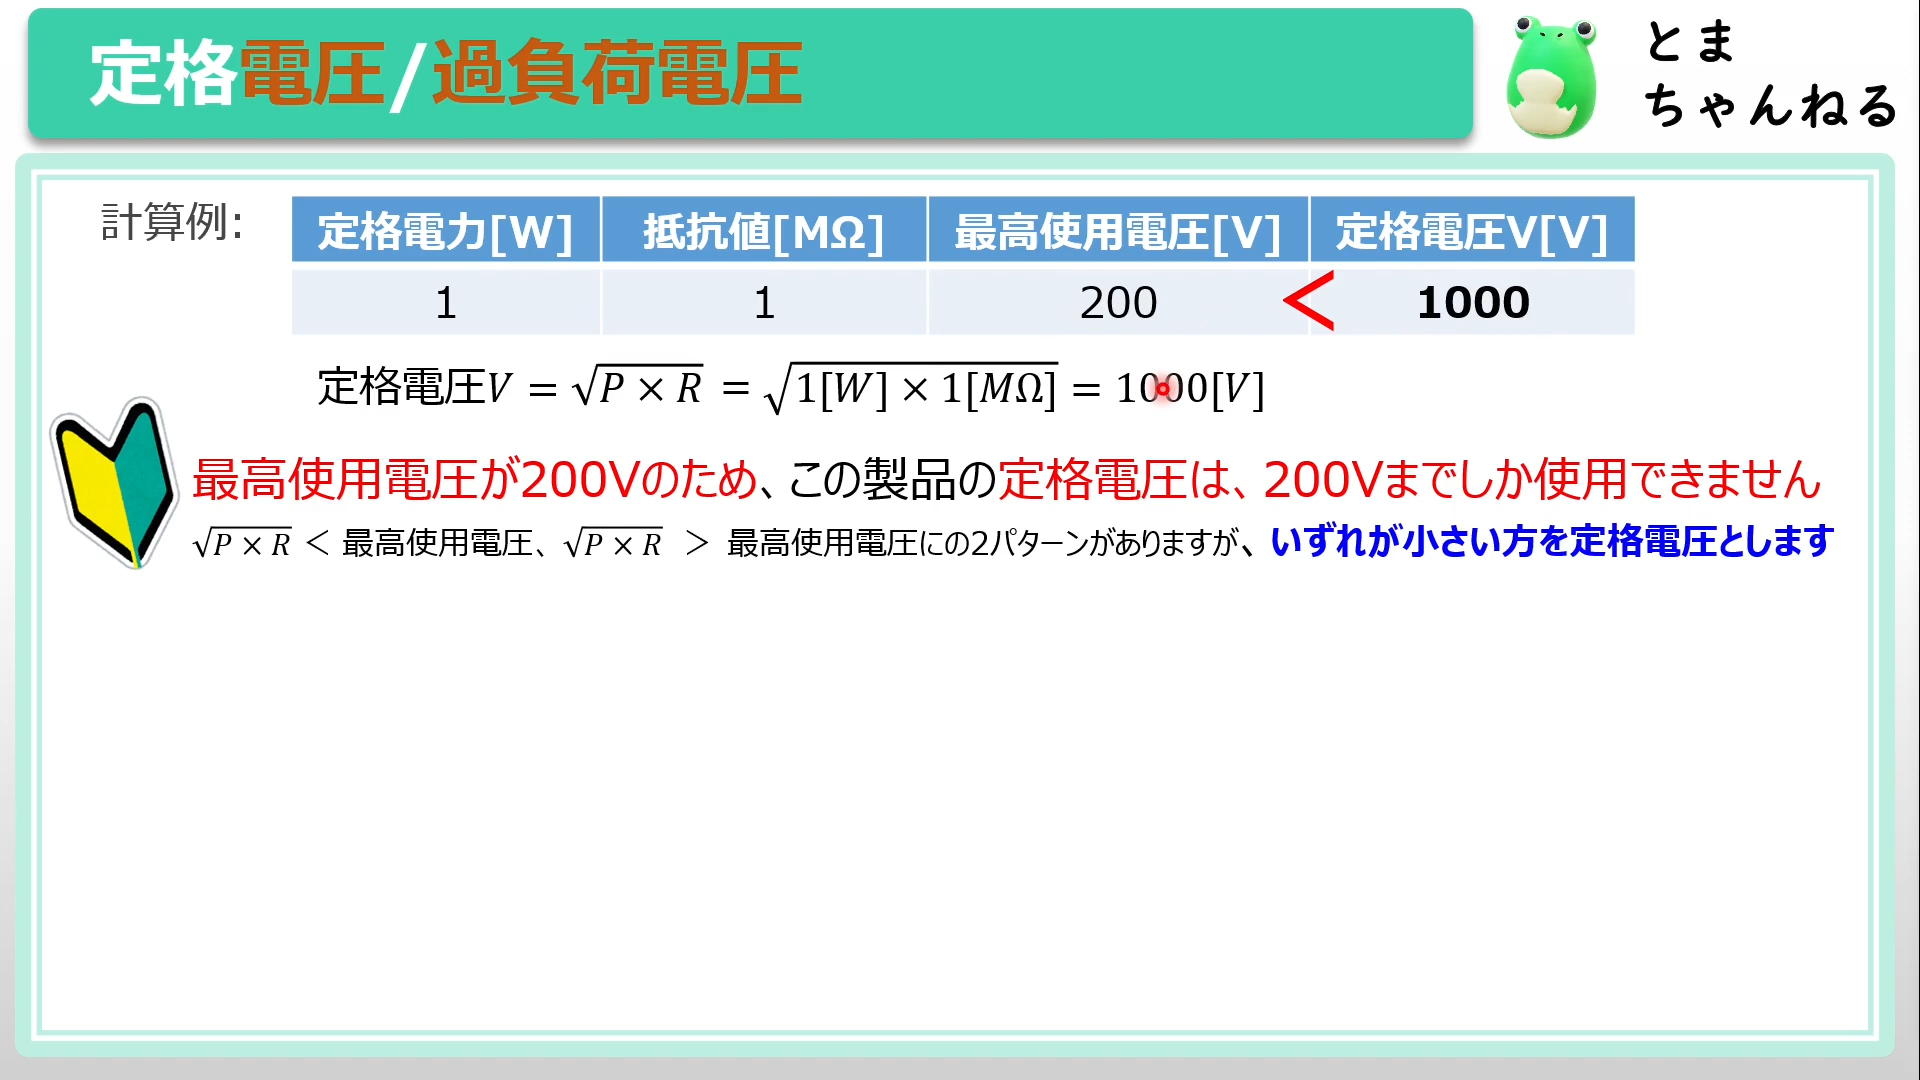 定格電圧/過負荷電圧
とま
ちゃんねる
計算例:
定格電力[W] 抵抗値[MΩ] 最高使用電圧[V] 定格電圧V[V]
1 1 200 < 1000
定格電圧V = √P × R = √1[W] × 1[MΩ] = 1000[V]
最高使用電圧が200Vのため、この製品の定格電圧は、200Vまでしか使用できません
√P × R < 最高使用電圧、√P × R > 最高使用電圧にの2パターンがありますが、いずれが小さい方を定格電圧とします